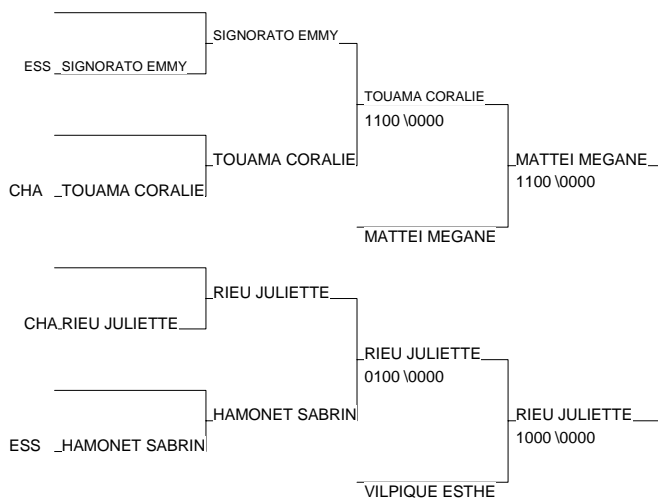 SIGNORATO EMMY
ESS SIGNORATO EMMY
TOUAMA CORALIE
1100 \0000
TOUAMA CORALIE
MATTEI MEGANE
1100 \0000
CHA TOUAMA CORALIE
MATTEI MEGANE
RIEU JULIETTE
CHA RIEU JULIETTE
RIEU JULIETTE
0100 \0000
HAMONET SABRIN
RIEU JULIETTE
1000 \0000
ESS HAMONET SABRIN
VILPIQUE ESTHE